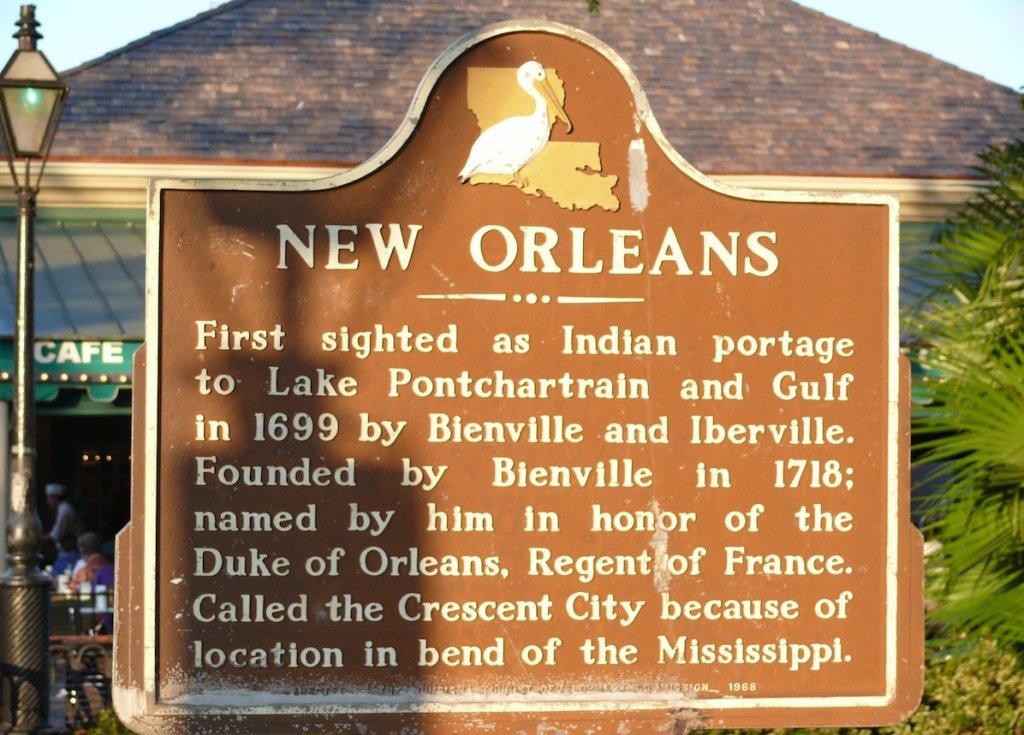 NEW ORLEANS
First sighted as Indian portage
to Lake Pontchartrain and Gulf
in 1699 by Bienville and Iberville.
Founded by Bienville in 1718;
named by him in honor of the
Duke of Orleans, Regent of France.
Called the Crescent City because of
location in bend of the Mississippi.
1968
CAFE